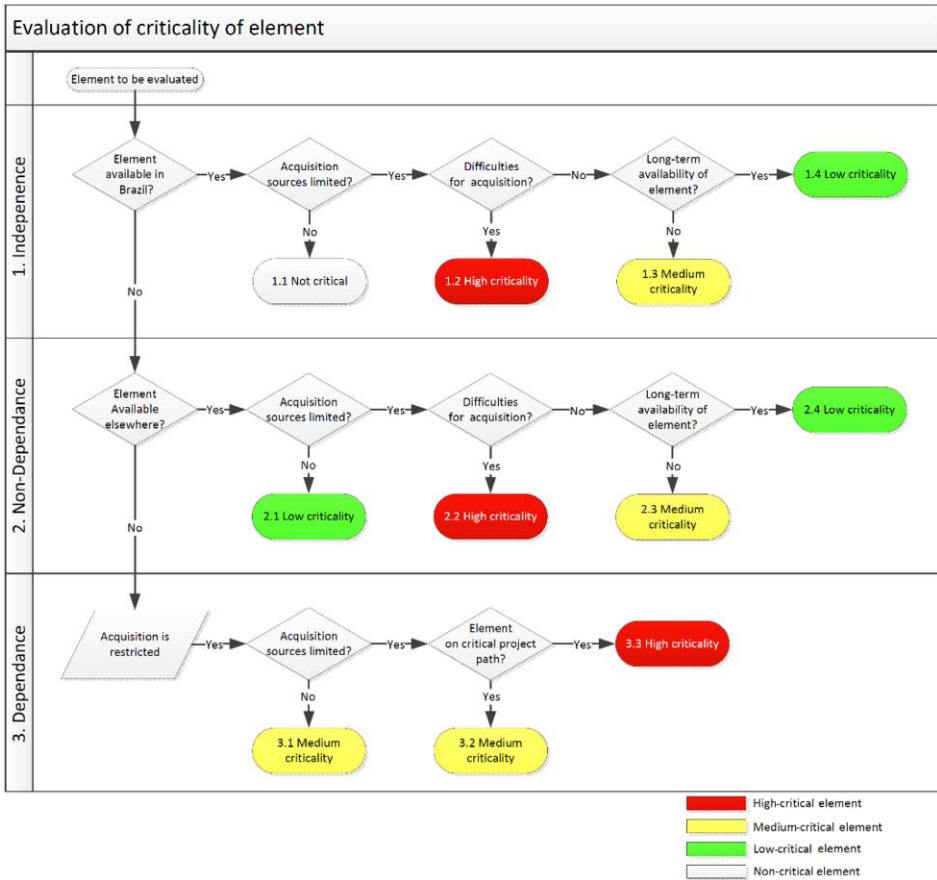 Evaluation of criticality of element
1. Indepenence
Element to be evaluated
Element
available in
Brazil?
Yes
Acquisition
sources limited?
Yes
Difficulties
for acquisition?
No
Long-term
availability of
element?
Yes
1.4 Low criticality
No
1.1 Not critical
Yes
1.2 High criticality
No
1.3 Medium
criticality
No
2. Non-Dependance
Element
Available
elsewhere?
Yes
Acquisition
sources limited?
Yes
Difficulties
for acquisition?
No
Long-term
availability of
element?
Yes
2.4 Low criticality
No
2.1 Low criticality
Yes
2.2 High criticality
No
2.3 Medium
criticality
No
3. Dependance
Acquisition is
restricted
Yes
Acquisition
sources limited?
Yes
Element
on critical project
path?
Yes
3.3 High criticality
No
3.1 Medium
criticality
Yes
3.2 Medium
criticality
High-critical element
Medium-critical element
Low-critical element
Non-critical element